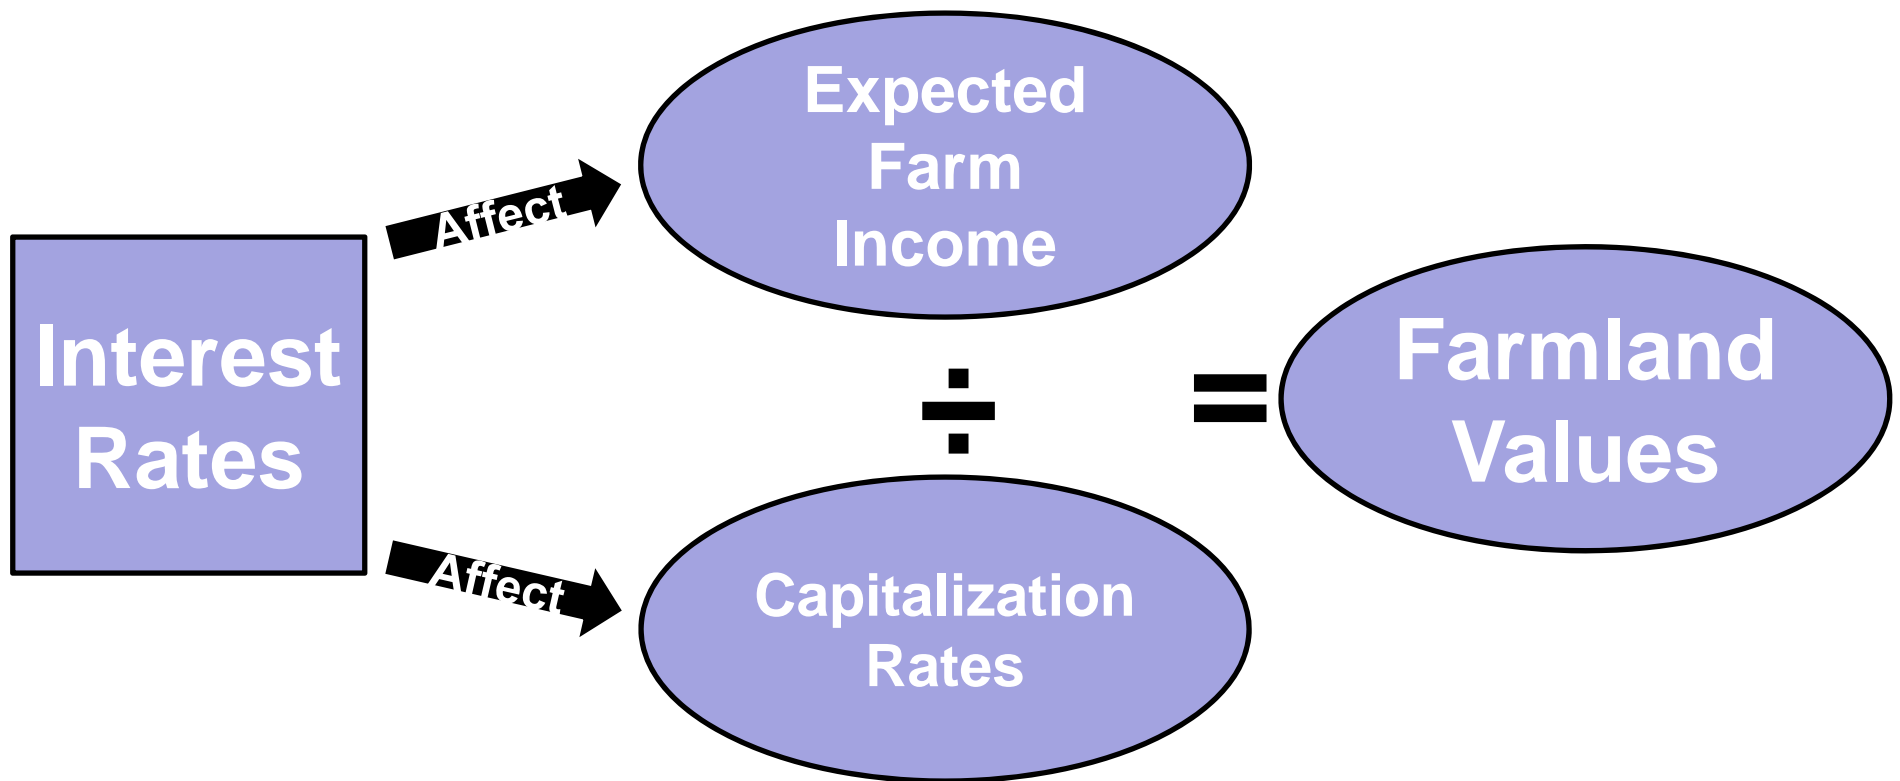 Interest
Rates
Affect
Affect
Expected
Farm
Income
÷
Capitalization
Rates
=
Farmland
Values